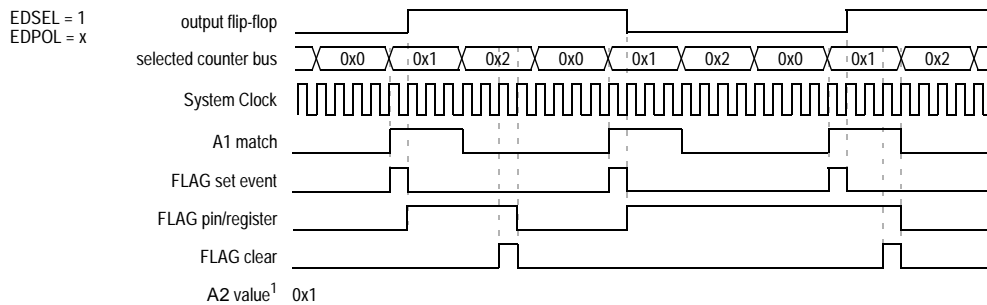 EDSEL = 1
EDPOL = x
output flip-flop
selected counter bus 0x0 0x1 0x2 0x0 0x1 0x2 0x0 0x1 0x2
System Clock
A1 match
FLAG set event
FLAG pin/register
FLAG clear
A2 value1 0x1